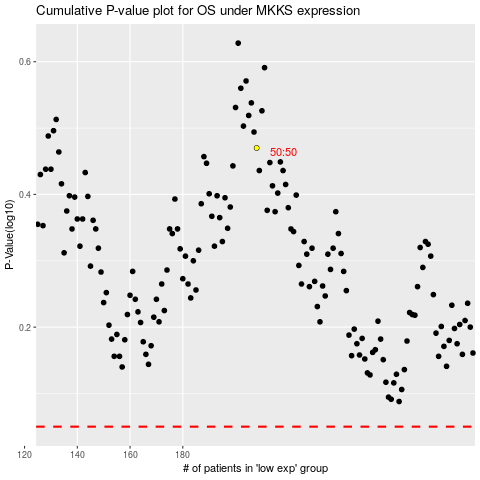 Cumulative P-value plot for OS under MKKS expression
P-Value(log10)
0.6
0.4
0.2
50:50
120 140 160 180
# of patients in 'low exp' group